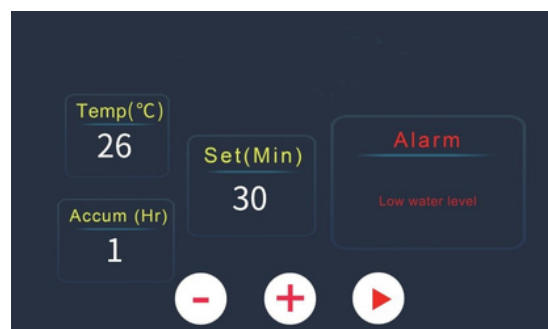 Temp(°C)
26
Set(Min)
30
Alarm
Low water level
Accum (Hr)
1
- +